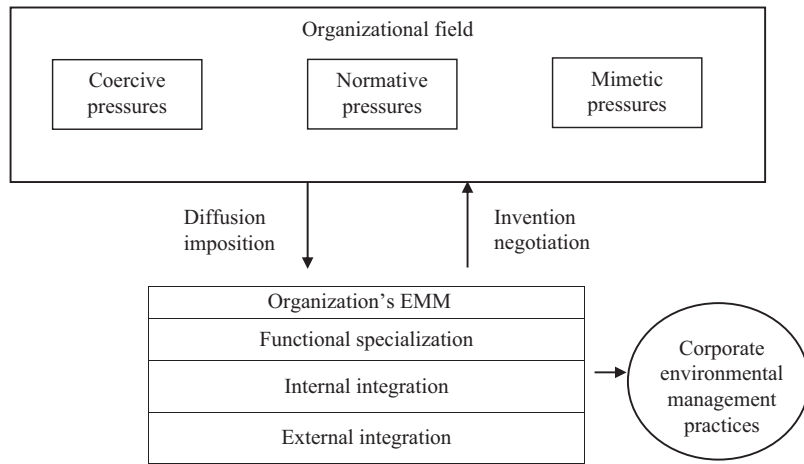 Organizational field
Coercive
pressures
Normative
pressures
Mimetic
pressures
Diffusion
imposition
Invention
negotiation
Organization’s EMM
Functional specialization
Internal integration
External integration
Corporate
environmental
management
practices